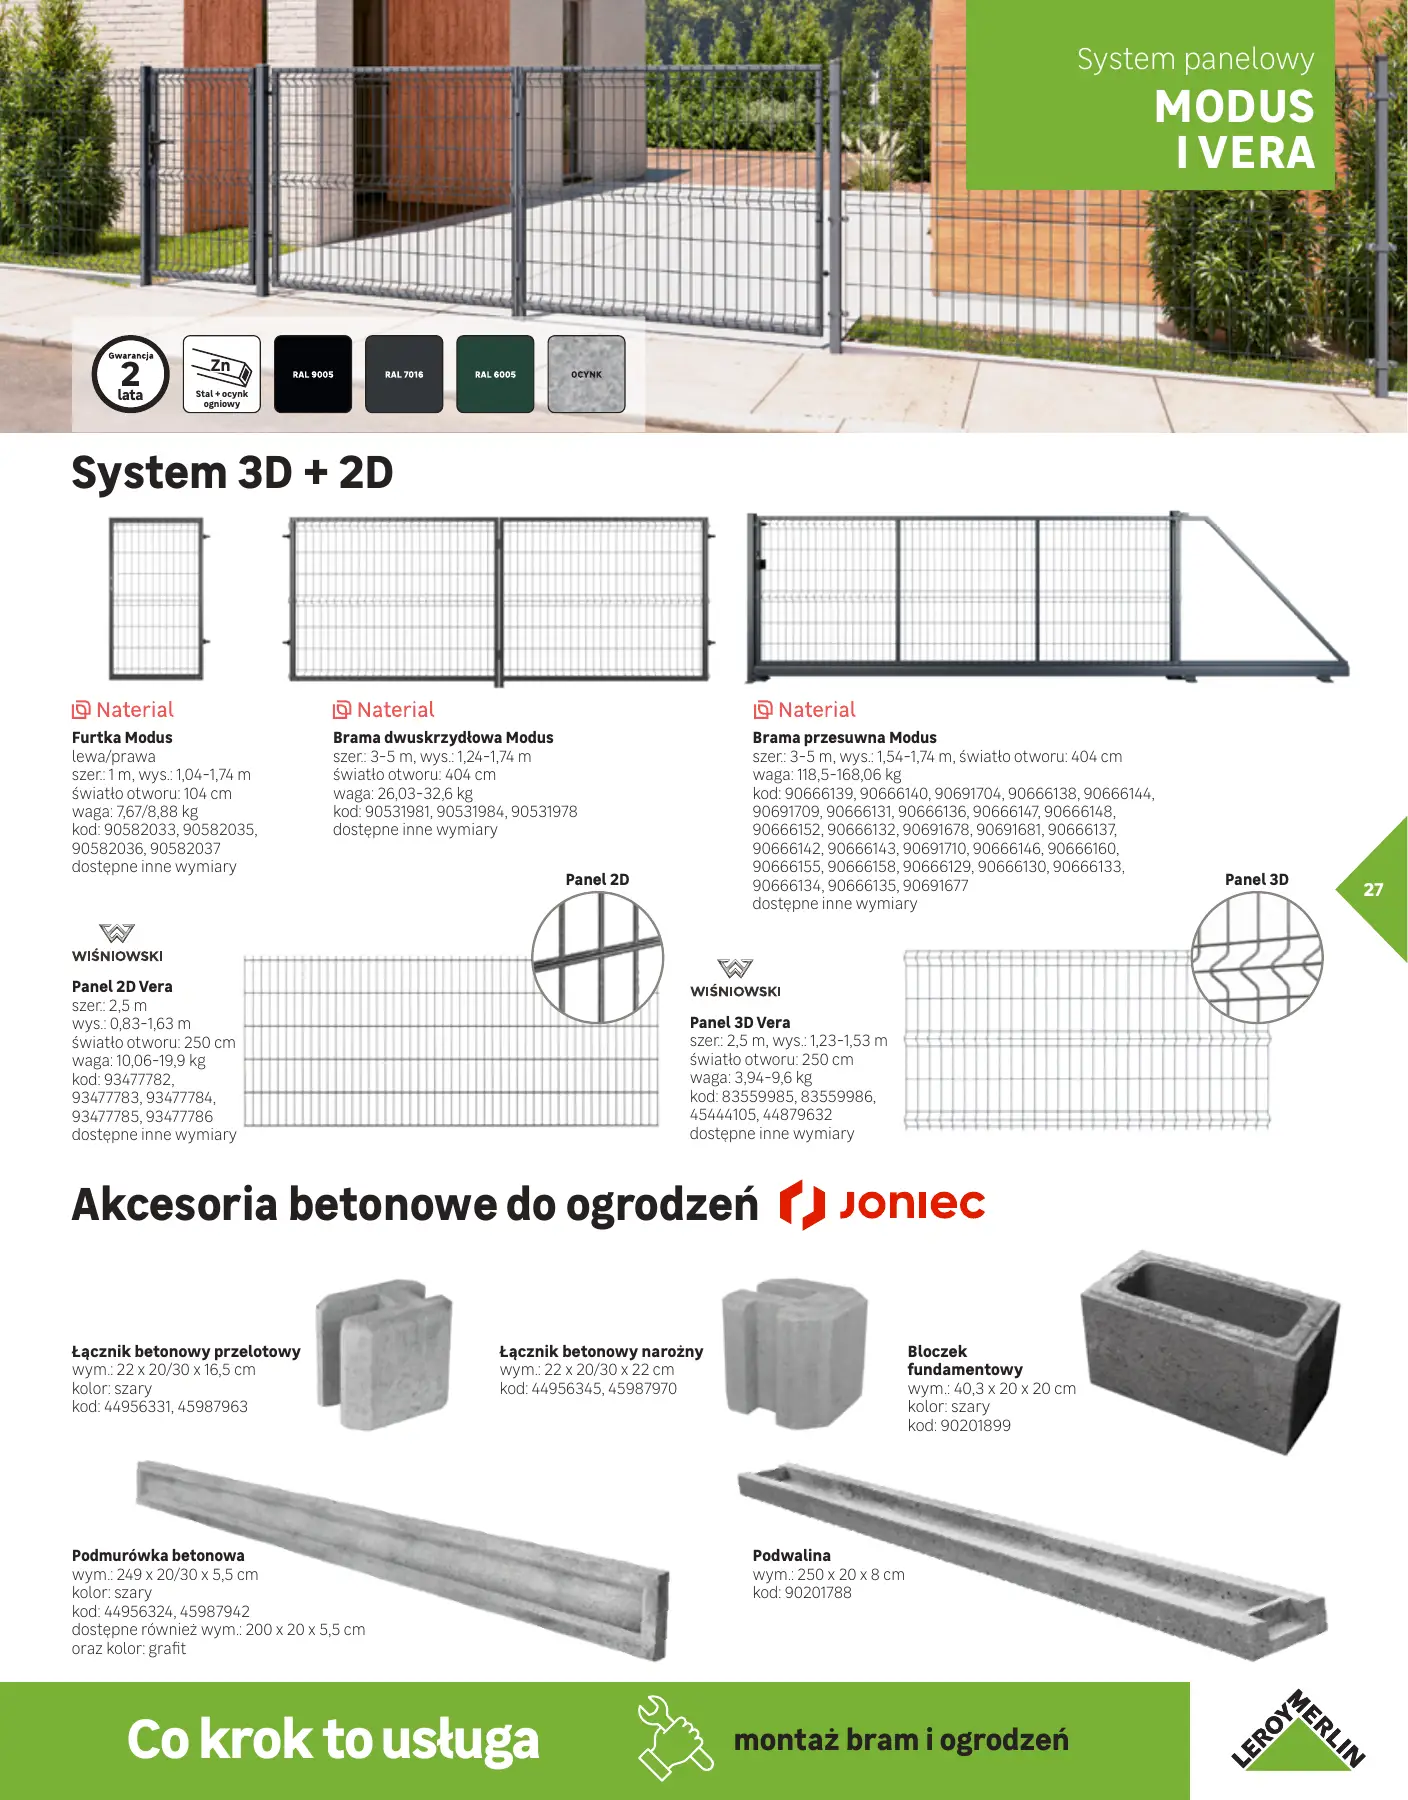 System panelowy
MODUS
I VERA
Gwarancja
2
lata
Zn
Stal + ocynk
ogniowy
RAL 9005
RAL 7016
RAL 6005
OCYNK
System 3D + 2D
Naterial
Furtka Modus
lewa/prawa
szer.: 1 m, wys.: 1,04-1,74 m
światło otworu: 104 cm
waga: 7,67/8,88 kg
kod: 90582033, 90582035,
90582036, 90582037
dostępne inne wymiary
Naterial
Brama dwuskrzydłowa Modus
szer.: 3-5 m, wys.: 1,24-1,74 m
światło otworu: 404 cm
waga: 26,03-32,6 kg
kod: 90531981, 90531984, 90531978
dostępne inne wymiary
Naterial
Brama przesuwna Modus
szer.: 3-5 m, wys.: 1,54-1,74 m, światło otworu: 404 cm
waga: 118,5-168,06 kg
kod: 90666139, 90666140, 90691704, 90666138, 90666144,
90691709, 90666131, 90666136, 90666147, 90666148,
90666152, 90666132, 90691678, 90691681, 90666137,
90666142, 90666143, 90691710, 90666146, 90666160,
90666155, 90666158, 90666129, 90666130, 90666133,
90666134, 90666135, 90691677
dostępne inne wymiary
27
WIŚNIOWSKI
Panel 2D Vera
szer.: 2,5 m
wys.: 0,83-1,63 m
światło otworu: 250 cm
waga: 10,06-19,9 kg
kod: 93477782,
93477783, 93477784,
93477785, 93477786
dostępne inne wymiary
Panel 2D
WIŚNIOWSKI
Panel 3D Vera
szer.: 2,5 m, wys.: 1,23-1,53 m
światło otworu: 250 cm
waga: 3,94-9,6 kg
kod: 83559985, 83559986,
45444105, 44879632
dostępne inne wymiary
Panel 3D
Akcesoria betonowe do ogrodzeń JONIEC
Łącznik betonowy przelotowy
wym.: 22 x 20/30 x 16,5 cm
kolor: szary
kod: 44956331, 45987963
Łącznik betonowy narożny
wym.: 22 x 20/30 x 22 cm
kod: 44956345, 45987970
Bloczek
fundamentowy
wym.: 40,3 x 20 x 20 cm
kolor: szary
kod: 90201899
Podmurówka betonowa
wym.: 249 x 20/30 x 5,5 cm
kolor: szary
kod: 44956324, 45987942
dostępne również wym.: 200 x 20 x 5,5 cm
oraz kolor: grafit
Podwalina
wym.: 250 x 20 x 8 cm
kod: 90201788
Co krok to usługa
montaż bram i ogrodzeń
LEROY MERLIN